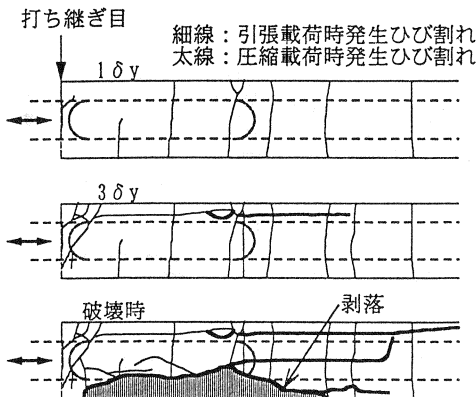 打ち継ぎ目
細線：引張載荷時発生ひび割れ
太線：圧縮載荷時発生ひび割れ
1δy
3δy
破壊時
剥落